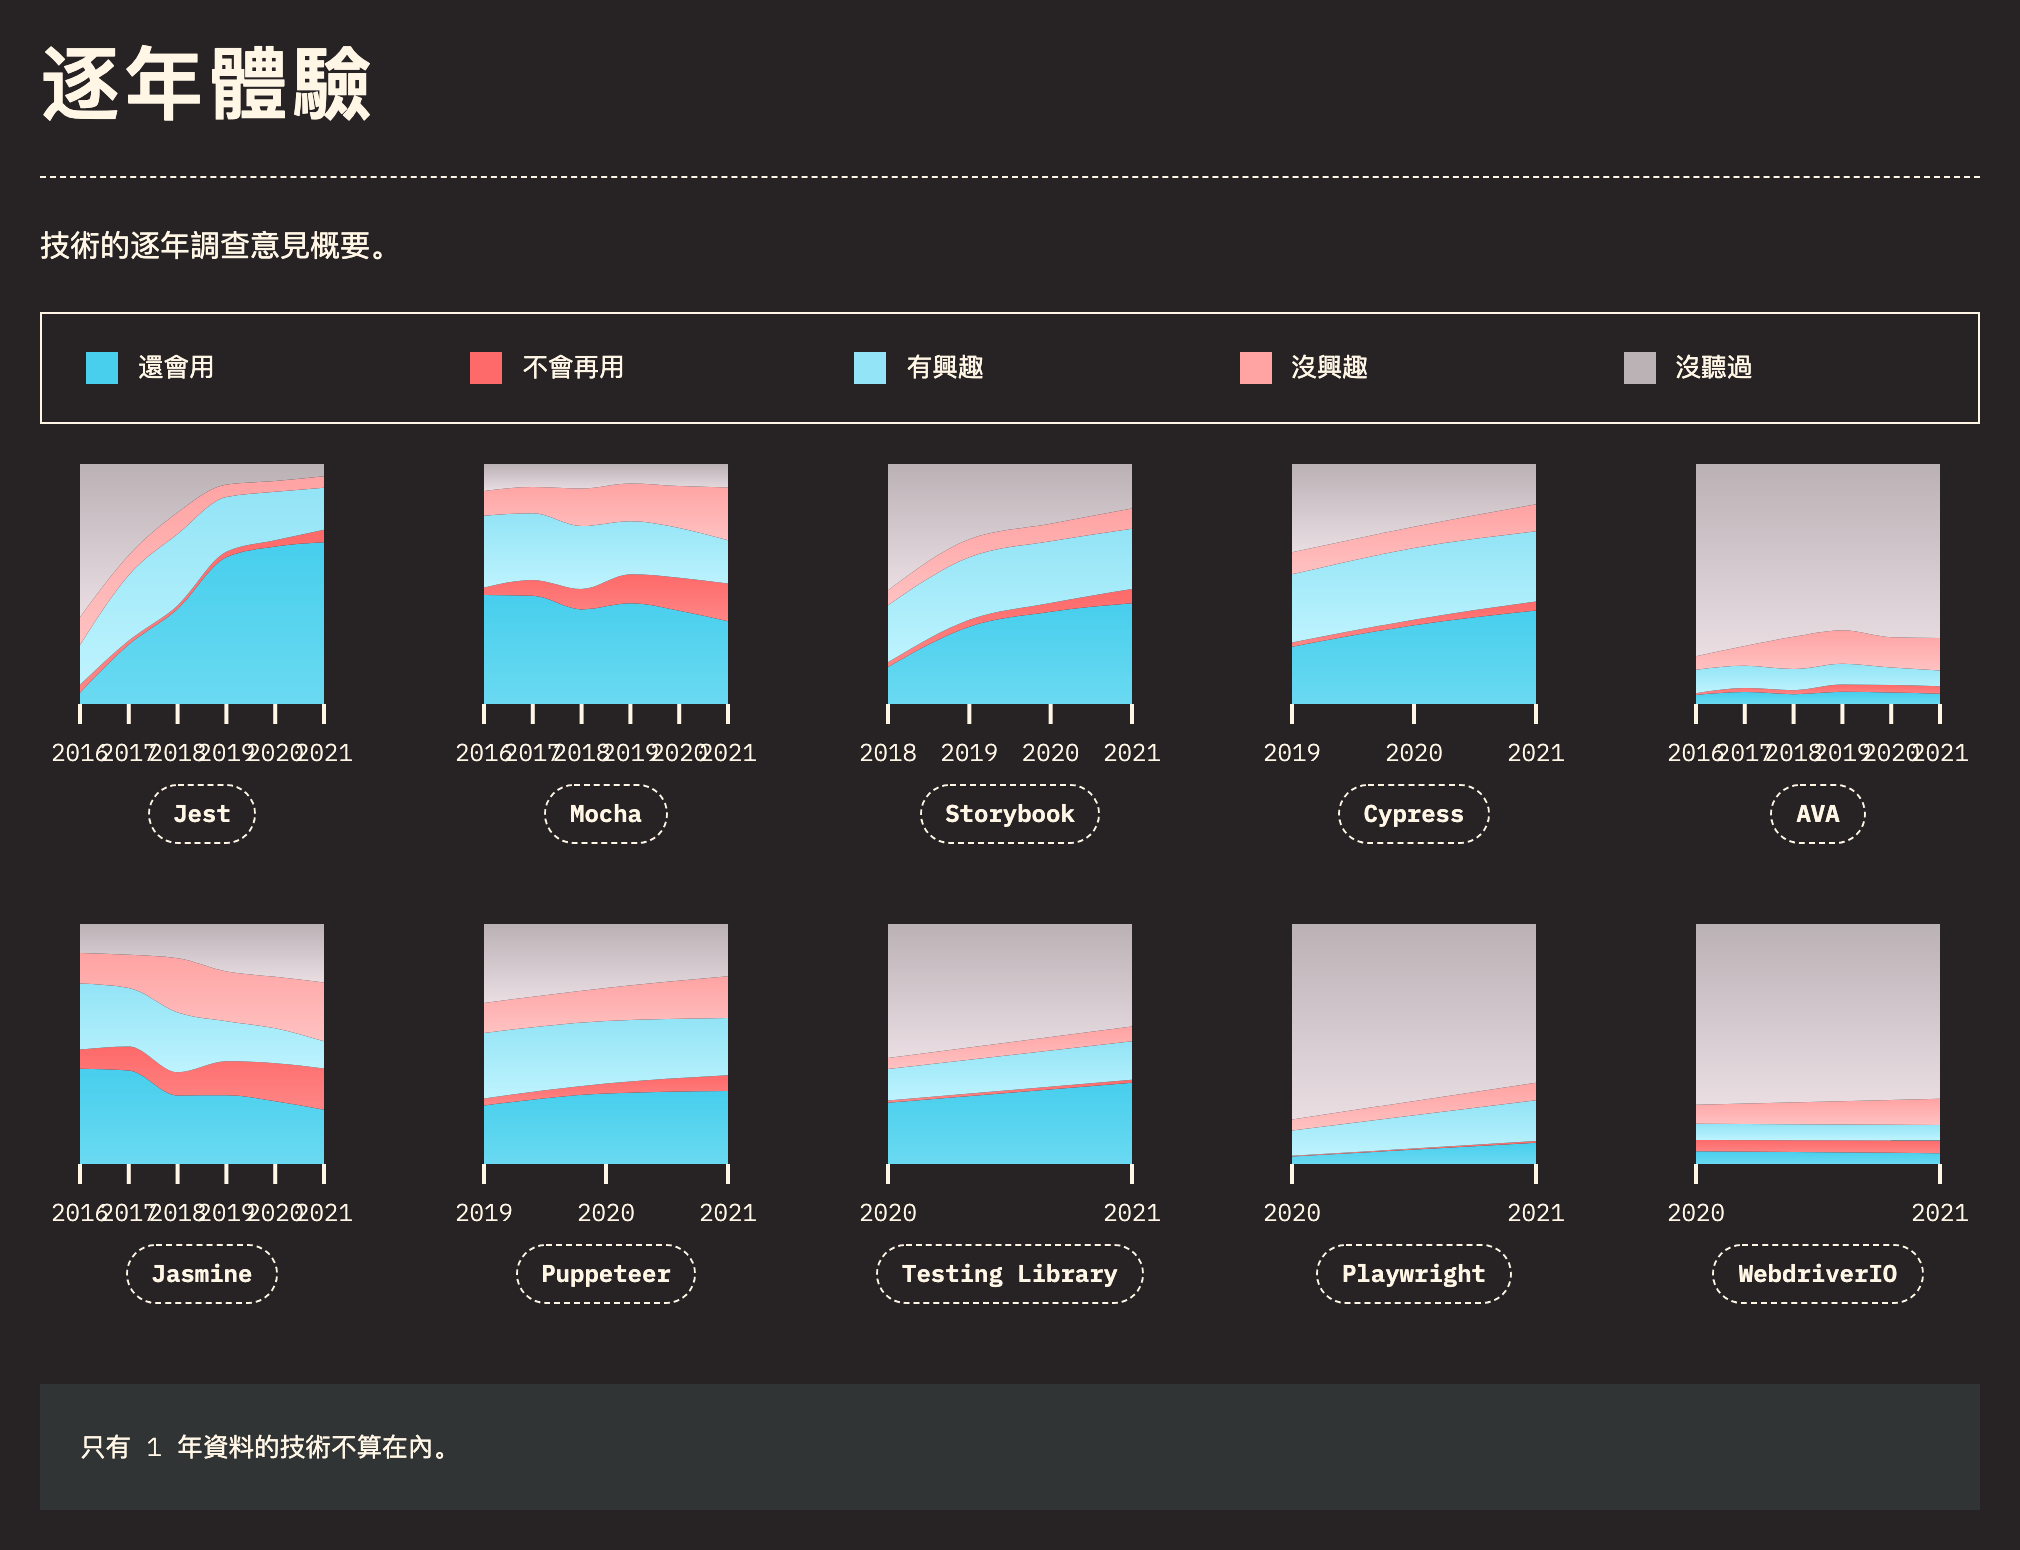 逐年體驗
技術的逐年調查意見概要。
還會用 不會再用 有興趣 沒興趣 沒聽過
2016 2017 2018 2019 2020 2021 2016 2017 2018 2019 2020 2021 2018 2019 2020 2021 2019 2020 2021 2016 2017 2018 2019 2020 2021
Jest Mocha Storybook Cypress AVA
2016 2017 2018 2019 2020 2021 2019 2020 2021 2020 2021 2020 2021 2020 2021
Jasmine Puppeteer Testing Library Playwright WebdriverIO
只有 1 年資料的技術不算在內。